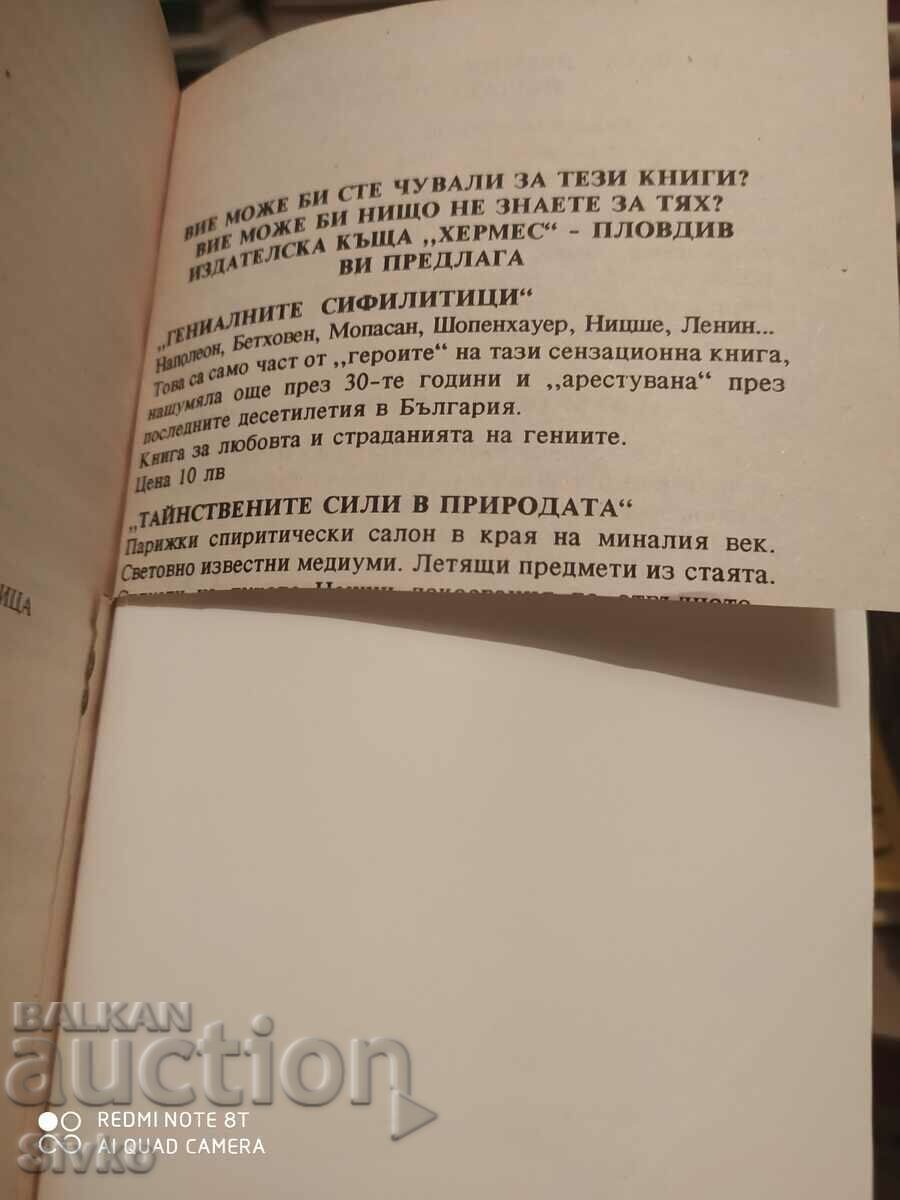 ВИЕ МОЖЕ БИ СТЕ ЧУВАЛИ ЗА ТЕЗИ КНИГИ?
ВИЕ МОЖЕ БИ НИЩО НЕ ЗНАЕТЕ ЗА ТЯХ?
ИЗДАТЕЛСКА КЪЩА „ХЕРМЕС“ - ПЛОВДИВ
ВИ ПРЕДЛАГА
„ГЕНИАЛНИТЕ СИФИЛИТИЦИ“
Наполеон, Бетховен, Мопасан, Шопенхауер, Ницше, Ленин...
Това са само част от „героите“ на тази сензационна книга,
нашумяла още през 30-те години и „арестувана“ през
последните десетилетия в България.
Книга за любовта и страданията на гениите.
Цена 10 лв
„ТАЙНСТВЕНИТЕ СИЛИ В ПРИРОДАТА“
Парижки спиритически салон в края на миналия век.
Световно известни медиуми. Летящи предмети из стаята.
ИЦА
BALKAN
auction
REDMI NOTE 8T
AI QUAD CAMERA
Sivko